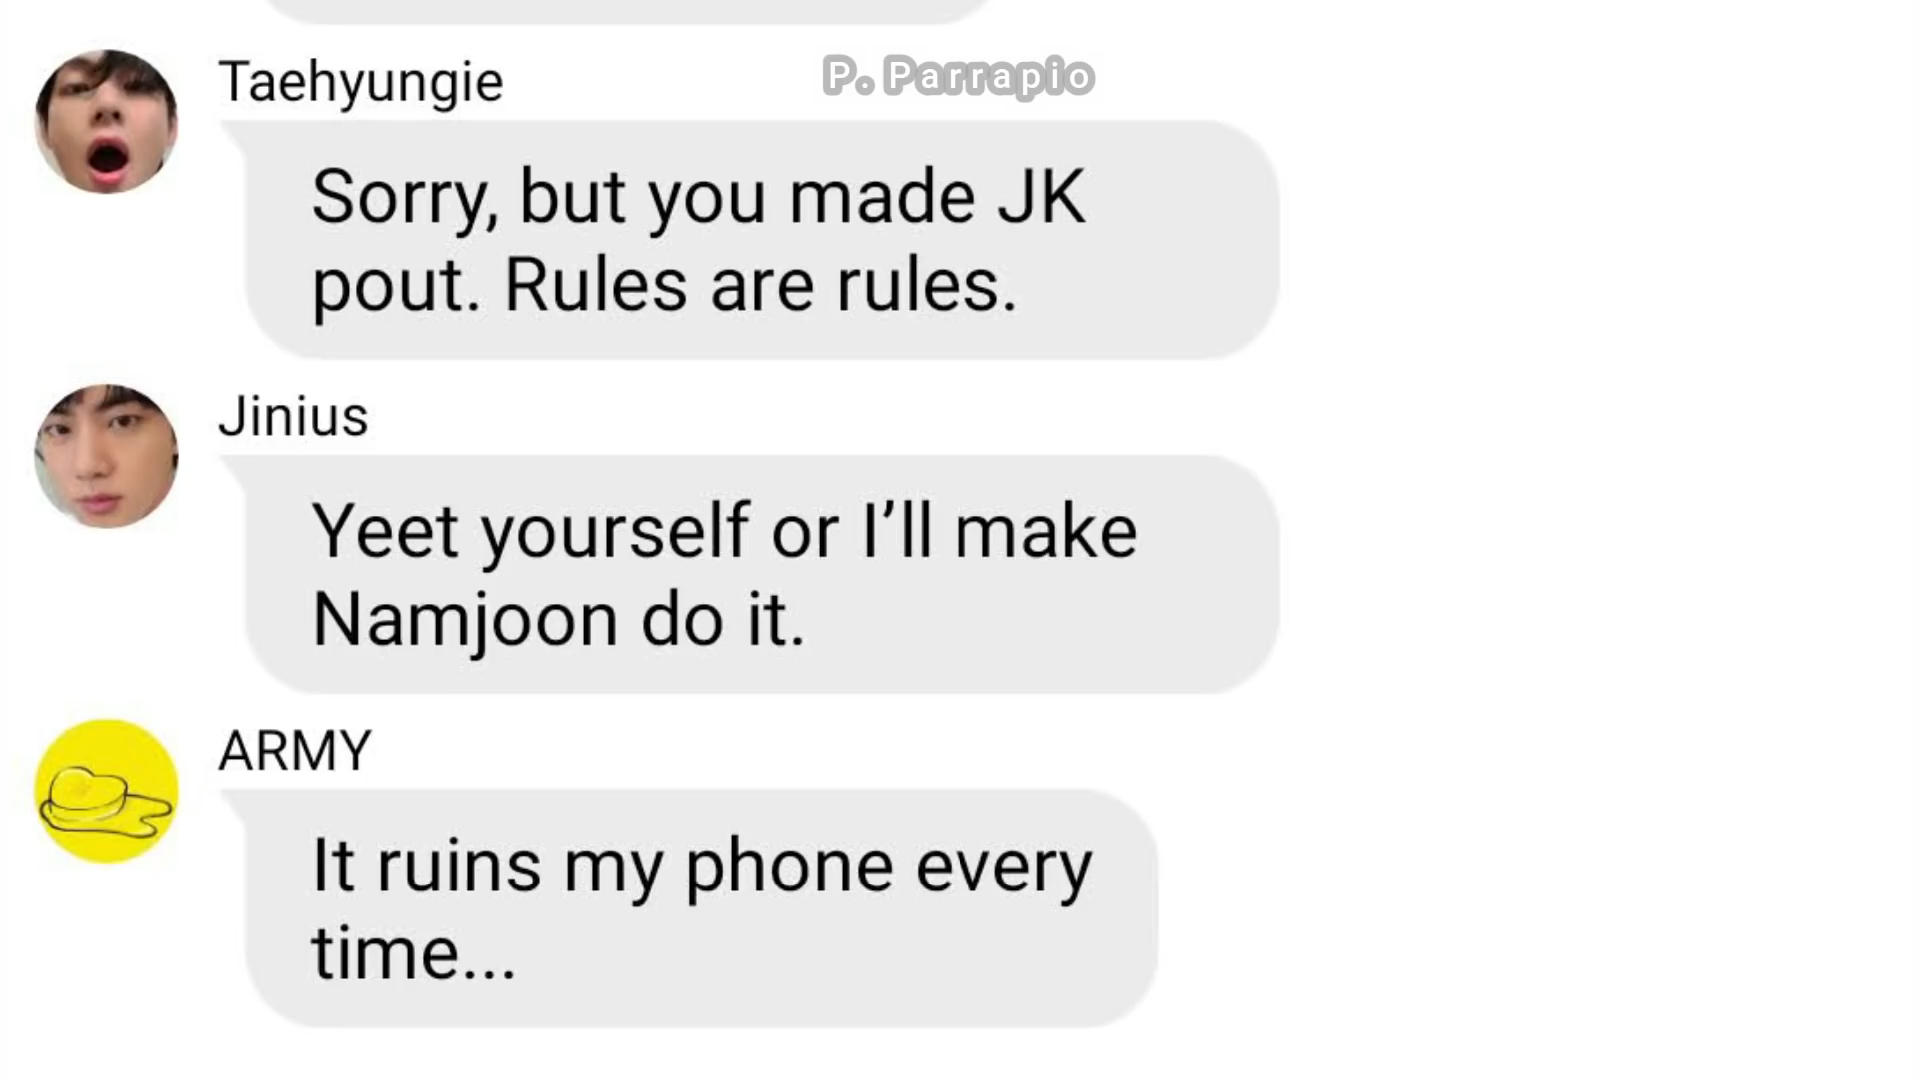 Taehyungie
P. Parrapio
Sorry, but you made JK
pout. Rules are rules.
Jinius
Yeet yourself or I’ll make
Namjoon do it.
ARMY
It ruins my phone every
time...